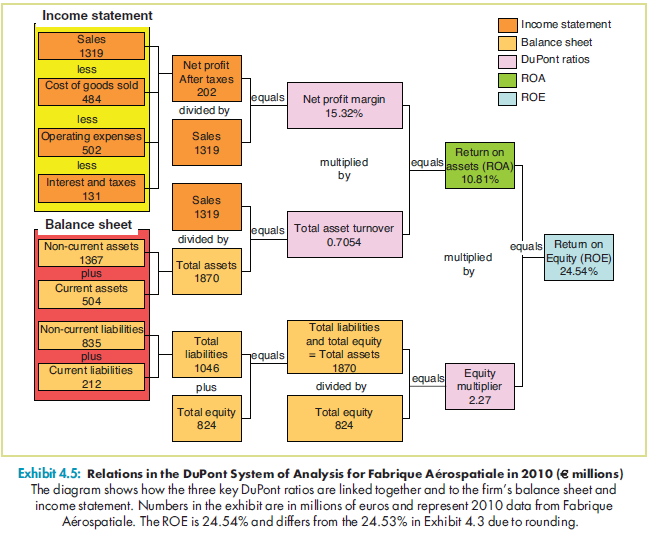 Income statement
Sales
1319
less
Cost of goods sold
484
less
Operating expenses
502
less
Interest and taxes
131
Balance sheet
Non-current assets
1367
plus
Current assets
504
Non-current liabilities
835
plus
Current liabilities
212
Net profit
After taxes
202
divided by
Sales
1319
equals
Net profit margin
15.32%
Sales
1319
divided by
Total assets
1870
equals
Total asset turnover
0.7054
multiplied
by
equals
Return on
assets (ROA)
10.81%
Total
liabilities
1046
plus
Total equity
824
equals
Total liabilities
and total equity
= Total assets
1870
divided by
Total equity
824
equals
Equity
multiplier
2.27
multiplied
by
equals
Return on
Equity (ROE)
24.54%
Income statement
Balance sheet
DuPont ratios
ROA
ROE
Exhibit 4.5: Relations in the DuPont System of Analysis for Fabrique Aérospatiale in 2010 (€ millions)
The diagram shows how the three key DuPont ratios are linked together and to the firm's balance sheet and
income statement. Numbers in the exhibit are in millions of euros and represent 2010 data from Fabrique
Aérospatiale. The ROE is 24.54% and differs from the 24.53% in Exhibit 4.3 due to rounding.